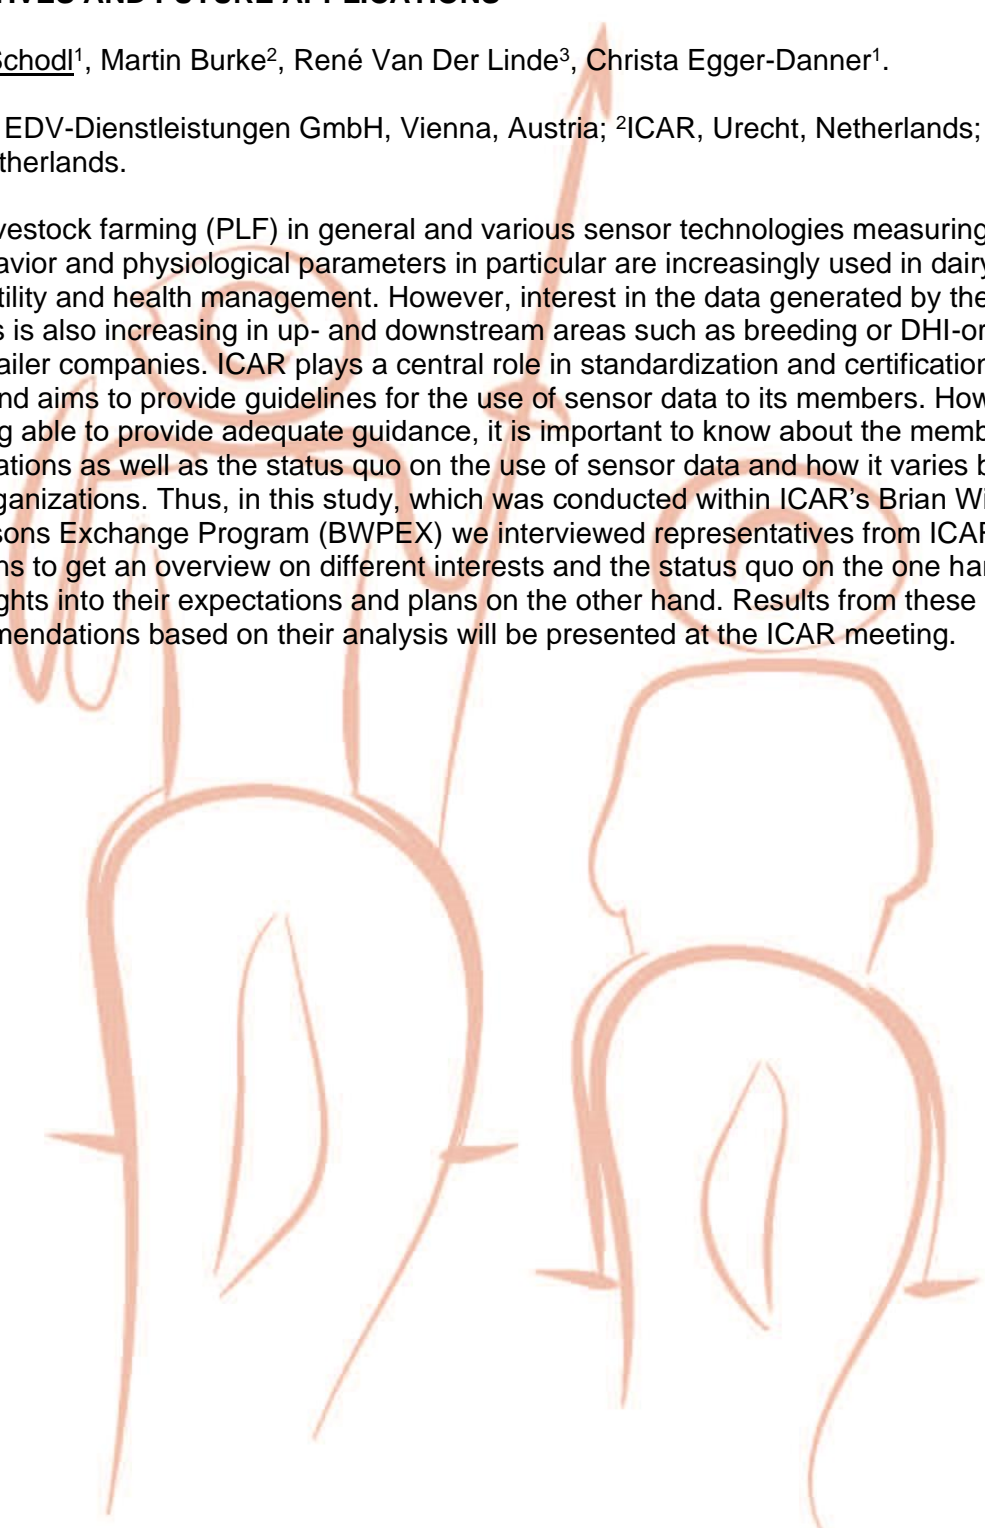 TIVES AND FUTURE APPLICATIONS
Schodl¹, Martin Burke², René Van Der Linde³, Christa Egger-Danner¹.
EDV-Dienstleistungen GmbH, Vienna, Austria; ²ICAR, Urecht, Netherlands;
therlands.
vestock farming (PLF) in general and various sensor technologies measuring
avior and physiological parameters in particular are increasingly used in dairy
tility and health management. However, interest in the data generated by the
s is also increasing in up- and downstream areas such as breeding or DHI-or
ailer companies. ICAR plays a central role in standardization and certification
nd aims to provide guidelines for the use of sensor data to its members. How
g able to provide adequate guidance, it is important to know about the memb
ations as well as the status quo on the use of sensor data and how it varies b
ganizations. Thus, in this study, which was conducted within ICAR’s Brian Wi
sons Exchange Program (BWPEX) we interviewed representatives from ICAR
ns to get an overview on different interests and the status quo on the one han
ghts into their expectations and plans on the other hand. Results from these
mendations based on their analysis will be presented at the ICAR meeting.